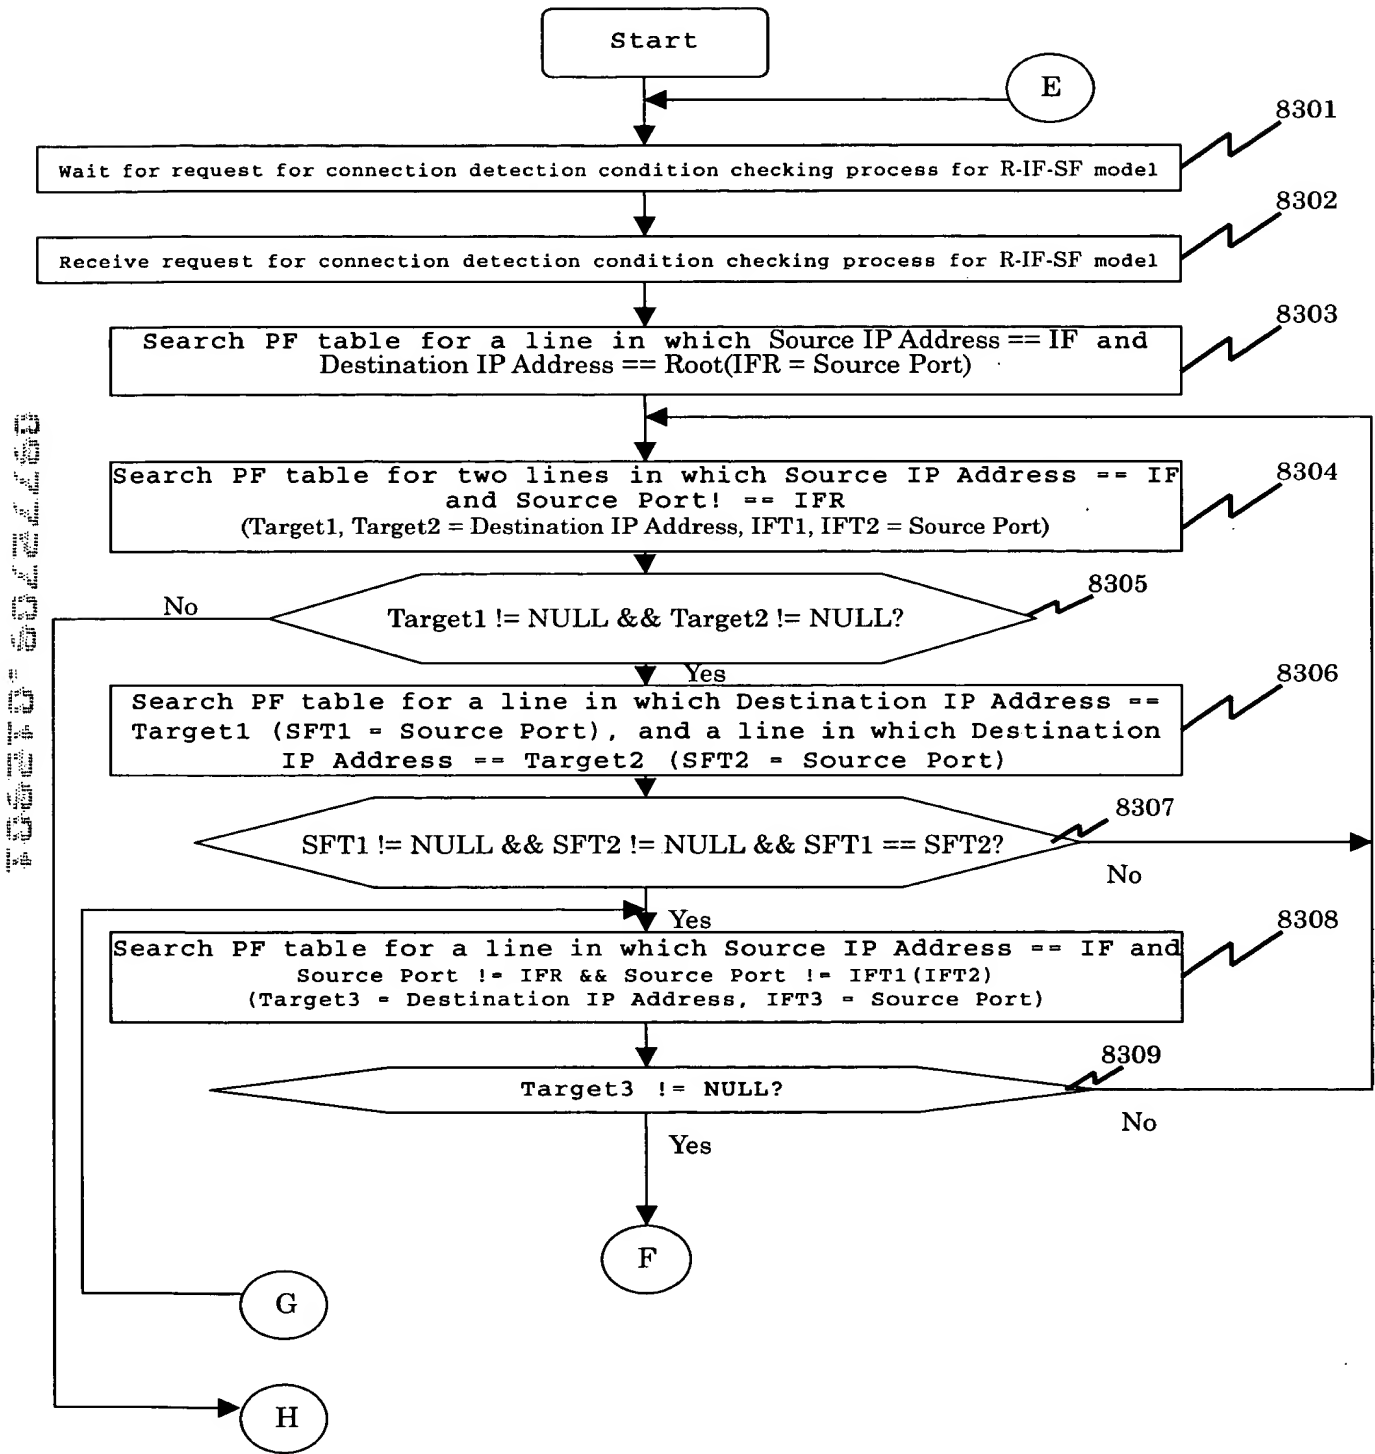 Start
E
8301
Wait for request for connection detection condition checking process for R-IF-SF model
8302
Receive request for connection detection condition checking process for R-IF-SF model
8303
Search PF table for a line in which Source IP Address == IF and
Destination IP Address == Root(IFR = Source Port)
8304
Search PF table for two lines in which Source IP Address == IF
and Source Port! == IFR
(Target1, Target2 = Destination IP Address, IFT1, IFT2 = Source Port)
8305
No
Target1 != NULL && Target2 != NULL?
Yes
8306
Search PF table for a line in which Destination IP Address ==
Target1 (SFT1 = Source Port), and a line in which Destination
IP Address == Target2 (SFT2 = Source Port)
8307
SFT1 != NULL && SFT2 != NULL && SFT1 == SFT2?
No
Yes
8308
Search PF table for a line in which Source IP Address == IF and
Source Port != IFR && Source Port != IFT1(IFT2)
(Target3 = Destination IP Address, IFT3 = Source Port)
8309
Target3 != NULL?
No
Yes
F
G
H